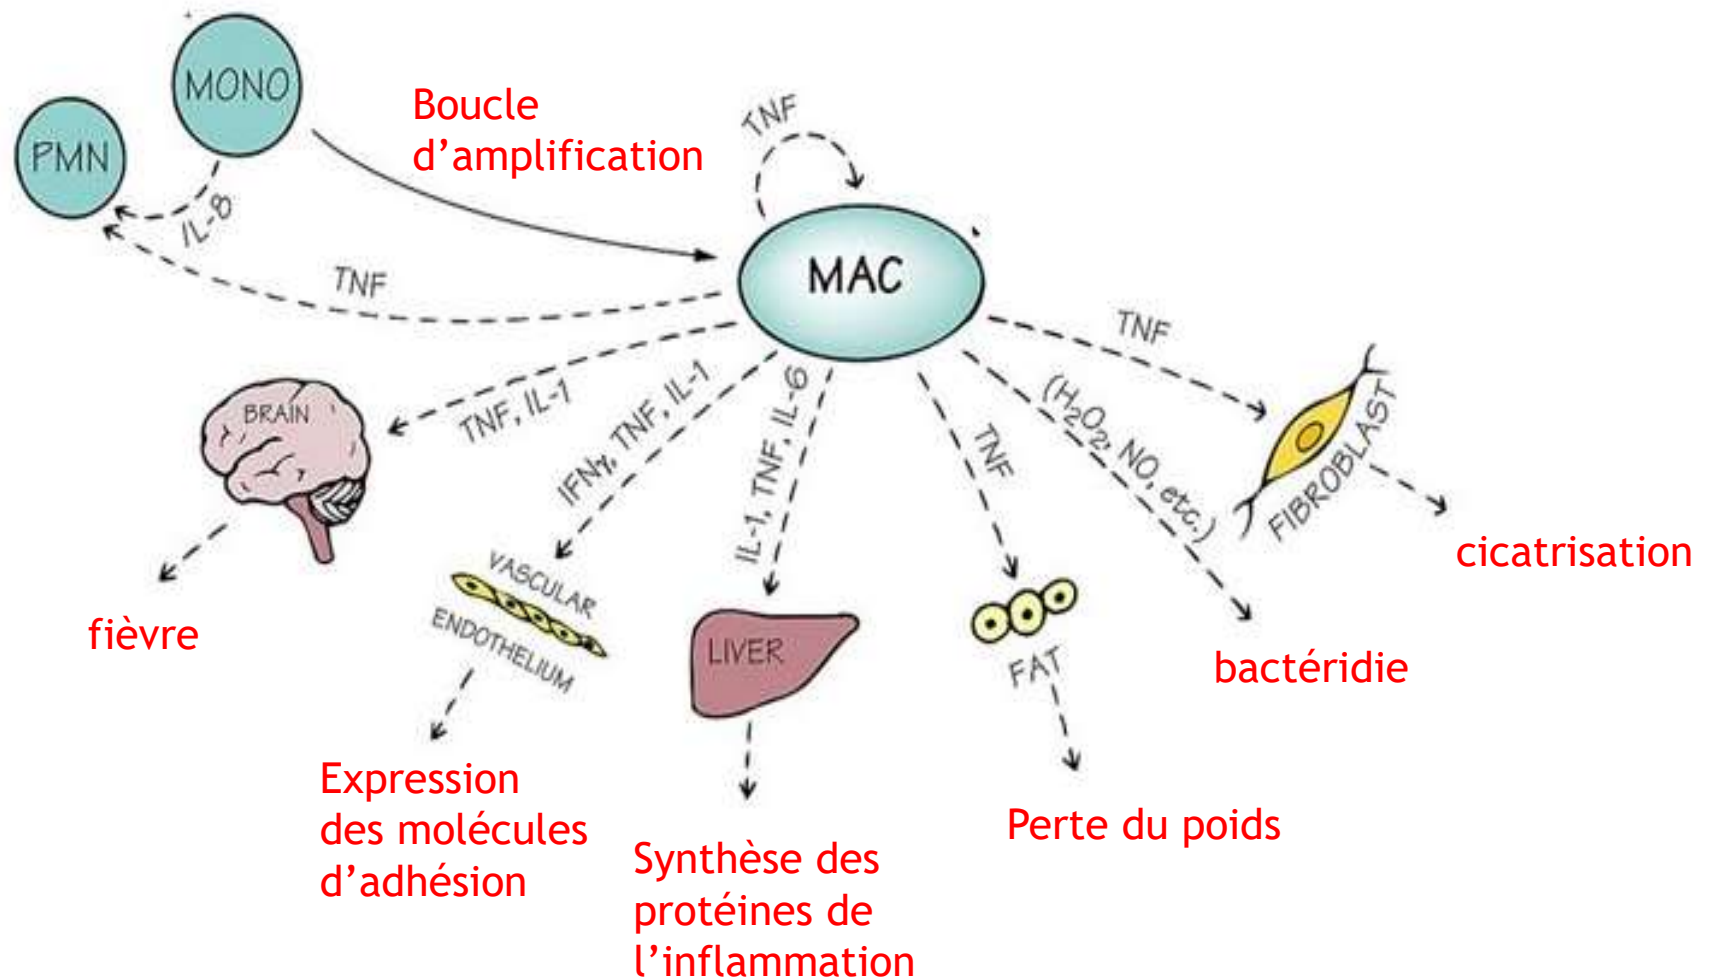 MONO
PMN
IL-8
Boucle
d’amplification
TNF
MAC
TNF
TNF
BRAIN
TNF, IL-1
IFNγ, TNF, IL-1
IL-1, TNF, IL-6
TNF
(H₂O₂, NO, etc.)
FIBROBLAST
cicatrisation
VASCULAR
ENDOTHELIUM
fièvre
LIVER
FAT
bactéridie
Expression
des molécules
d’adhésion
Perte du poids
Synthèse des
protéines de
l’inflammation